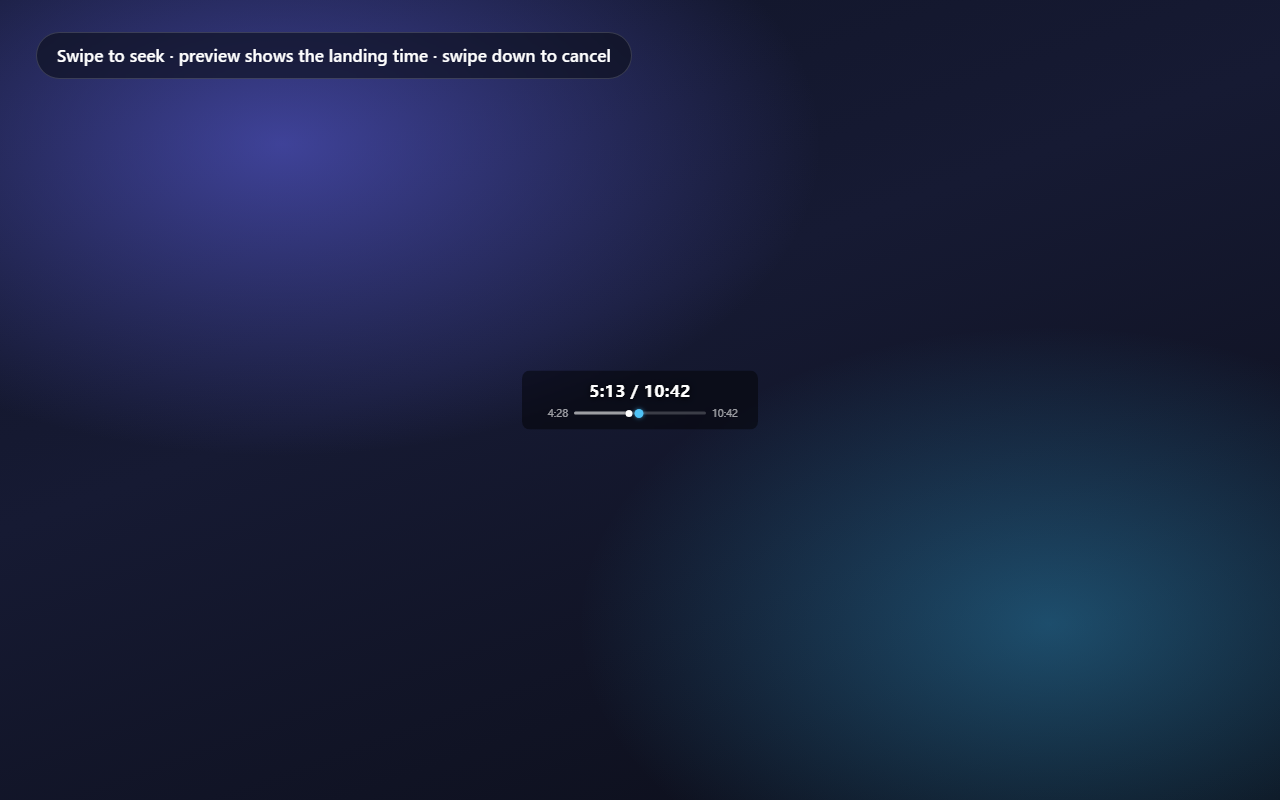 Swipe to seek · preview shows the landing time · swipe down to cancel
5:13 / 10:42
4:28 10:42